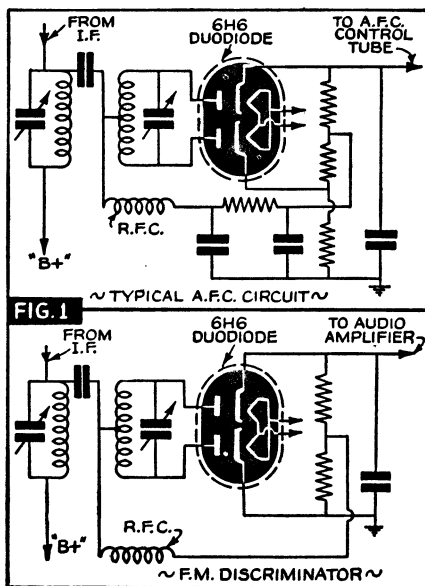 FROM
I.F.
6H6
DUODIODE
TO A.F.C.
CONTROL
TUBE
R.F.C.
"B+"
~ TYPICAL A.F.C. CIRCUIT ~
FIG. 1
FROM
I.F.
6H6
DUODIODE
TO AUDIO
AMPLIFIER
"B+"
R.F.C.
~ F.M. DISCRIMINATOR ~